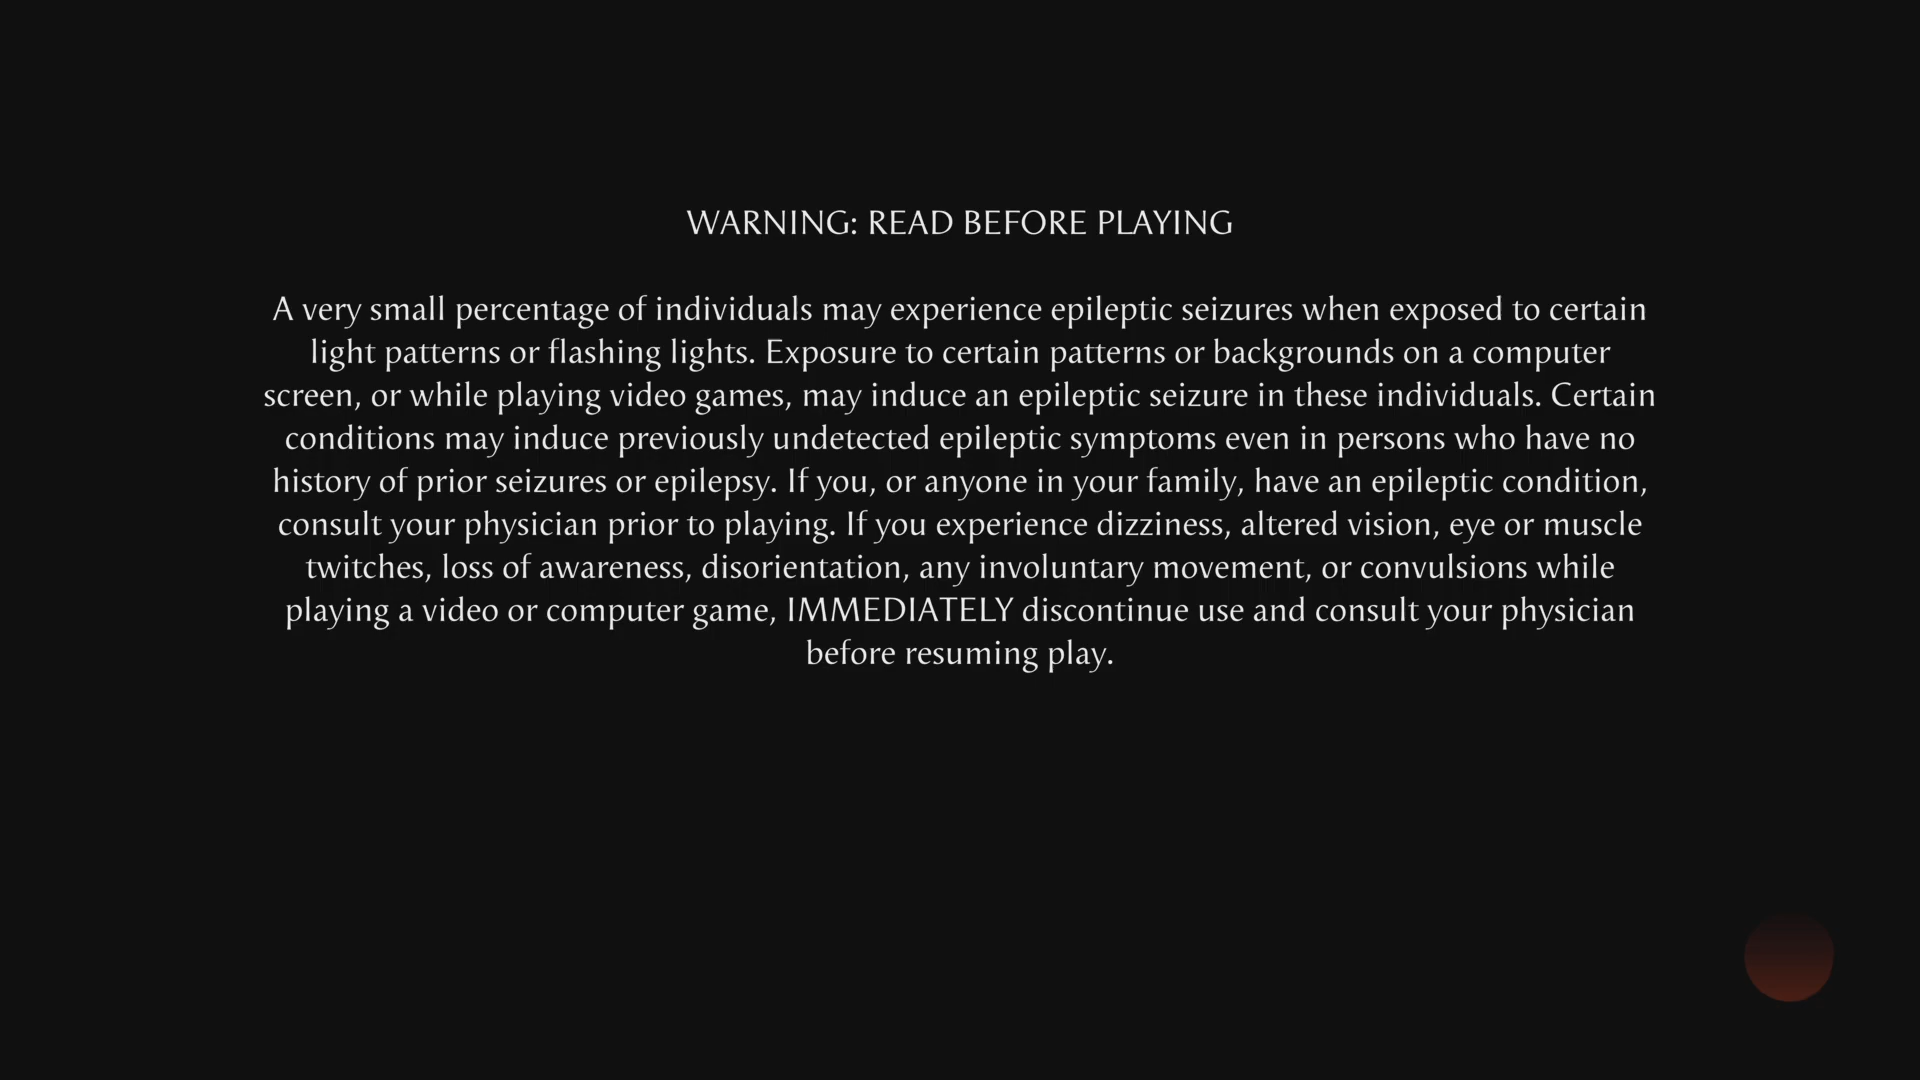 WARNING: READ BEFORE PLAYING
A very small percentage of individuals may experience epileptic seizures when exposed to certain
light patterns or flashing lights. Exposure to certain patterns or backgrounds on a computer
screen, or while playing video games, may induce an epileptic seizure in these individuals. Certain
conditions may induce previously undetected epileptic symptoms even in persons who have no
history of prior seizures or epilepsy. If you, or anyone in your family, have an epileptic condition,
consult your physician prior to playing. If you experience dizziness, altered vision, eye or muscle
twitches, loss of awareness, disorientation, any involuntary movement, or convulsions while
playing a video or computer game, IMMEDIATELY discontinue use and consult your physician
before resuming play.